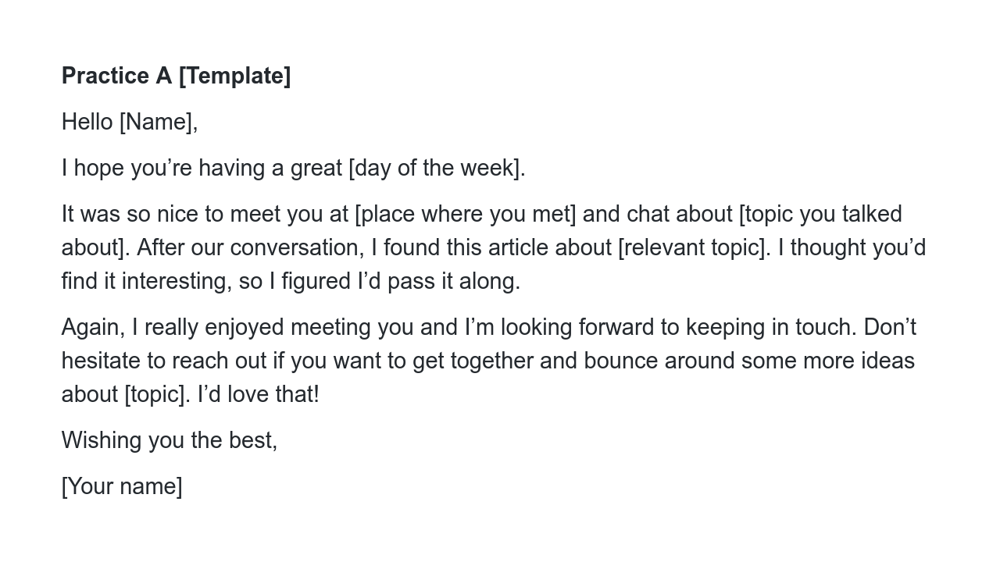 Practice A [Template]
Hello [Name],
I hope you’re having a great [day of the week].
It was so nice to meet you at [place where you met] and chat about [topic you talked
about]. After our conversation, I found this article about [relevant topic]. I thought you’d
find it interesting, so I figured I’d pass it along.
Again, I really enjoyed meeting you and I’m looking forward to keeping in touch. Don’t
hesitate to reach out if you want to get together and bounce around some more ideas
about [topic]. I’d love that!
Wishing you the best,
[Your name]